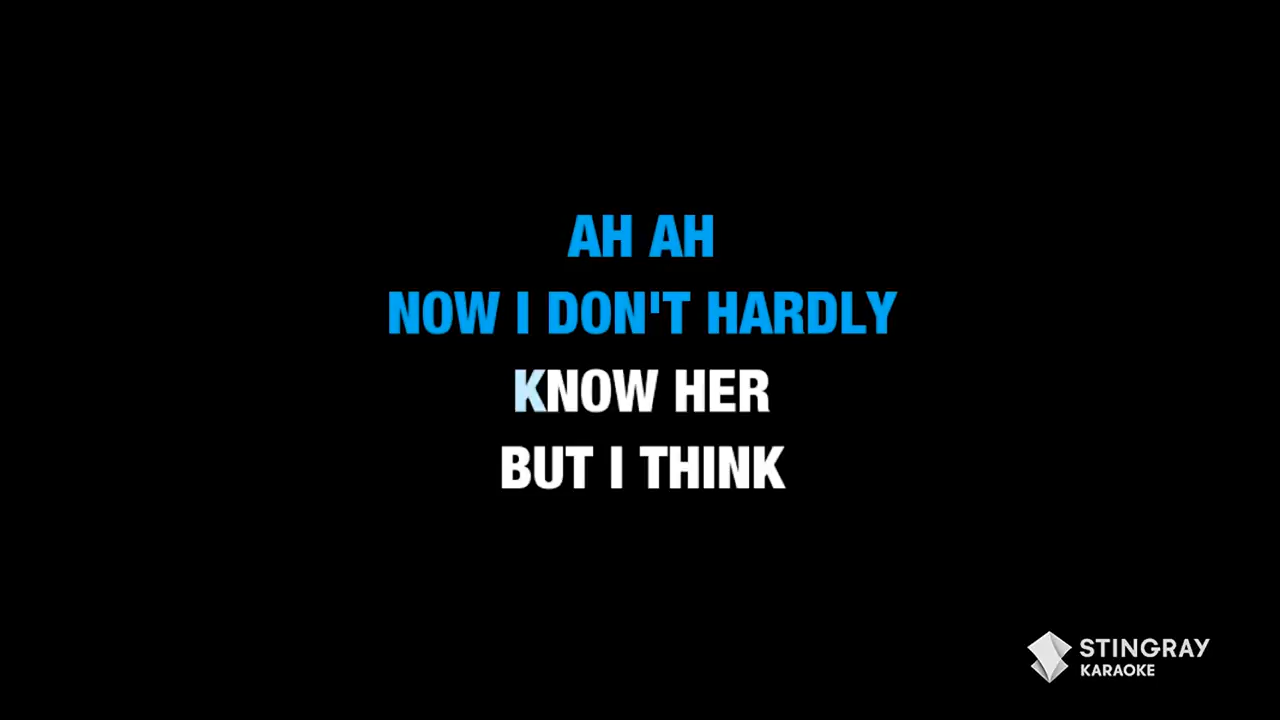 AH AH
NOW I DON'T HARDLY
KNOW HER
BUT I THINK
STINGRAY
KARAOKE